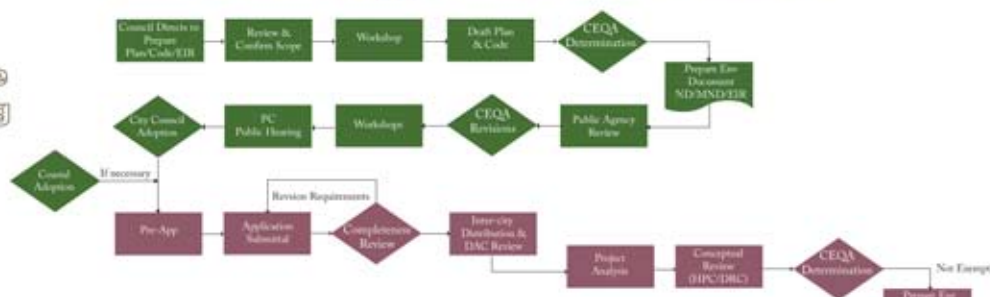 Council Directs to
Prepare
Plan/Code/EIR
Review &
Confirm Scope
Workshop
Draft Plan
& Code
CEQA
Determination
Prepare Env
Document
ND/MND/EIR
City Council
Adoption
PC
Public Hearing
Workshops
CEQA
Revisions
Public Agency
Review
Coastal
Adoption
If necessary
Revsion Requirements
Pre-App
Application
Submittal
Completeness
Review
Inter-city
Distribution &
DAC Review
Project
Analysis
Conceptual
Review
(HPC/DRC)
CEQA
Determination
Not Exempt
Prepare Env